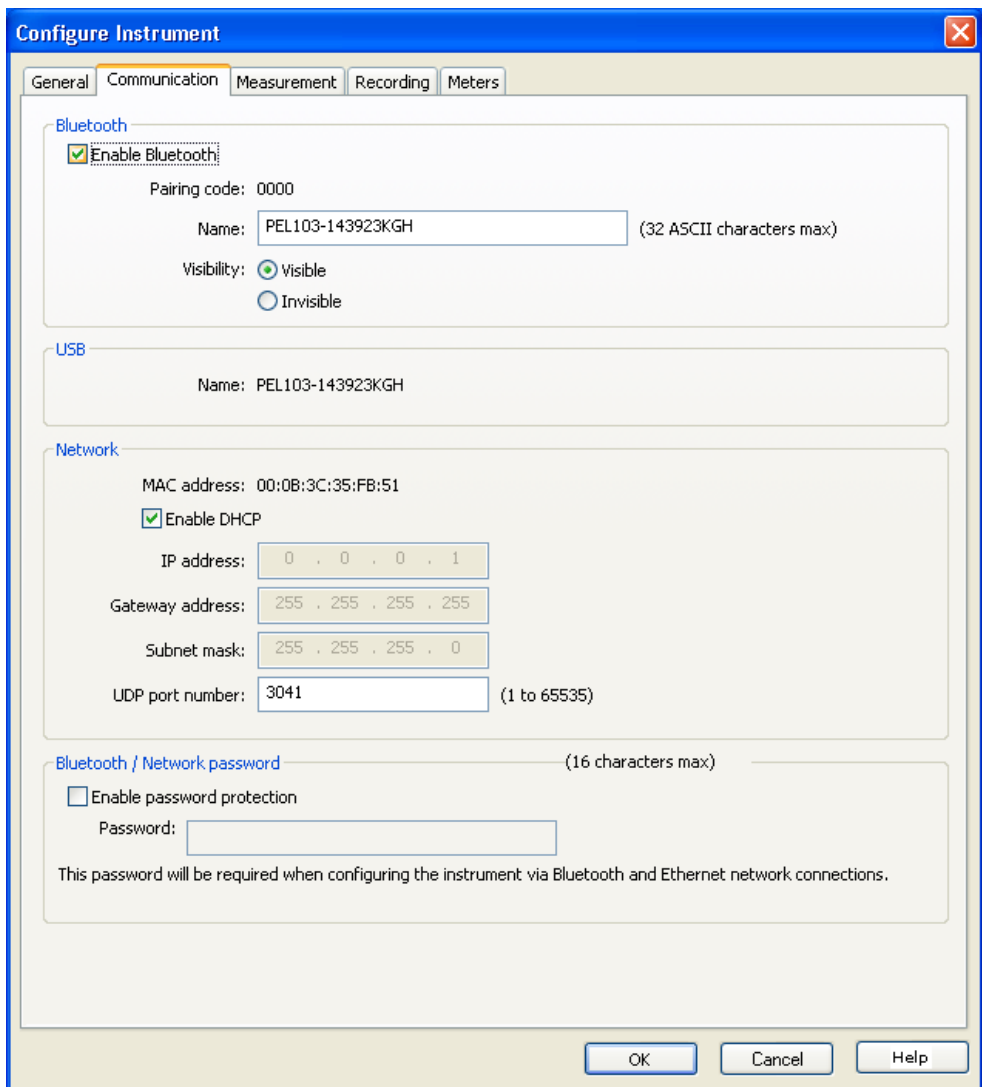 Configure Instrument
General Communication Measurement Recording Meters
Bluetooth
Enable Bluetooth
Pairing code: 0000
Name: PEL103-143923KGH (32 ASCII characters max)
Visibility: Visible
Invisible
USB
Name: PEL103-143923KGH
Network
MAC address: 00:0B:3C:35:FB:51
Enable DHCP
IP address: 0 . 0 . 0 . 1
Gateway address: 255 . 255 . 255 . 255
Subnet mask: 255 . 255 . 255 . 0
UDP port number: 3041 (1 to 65535)
Bluetooth / Network password (16 characters max)
Enable password protection
Password:
This password will be required when configuring the instrument via Bluetooth and Ethernet network connections.
OK Cancel Help